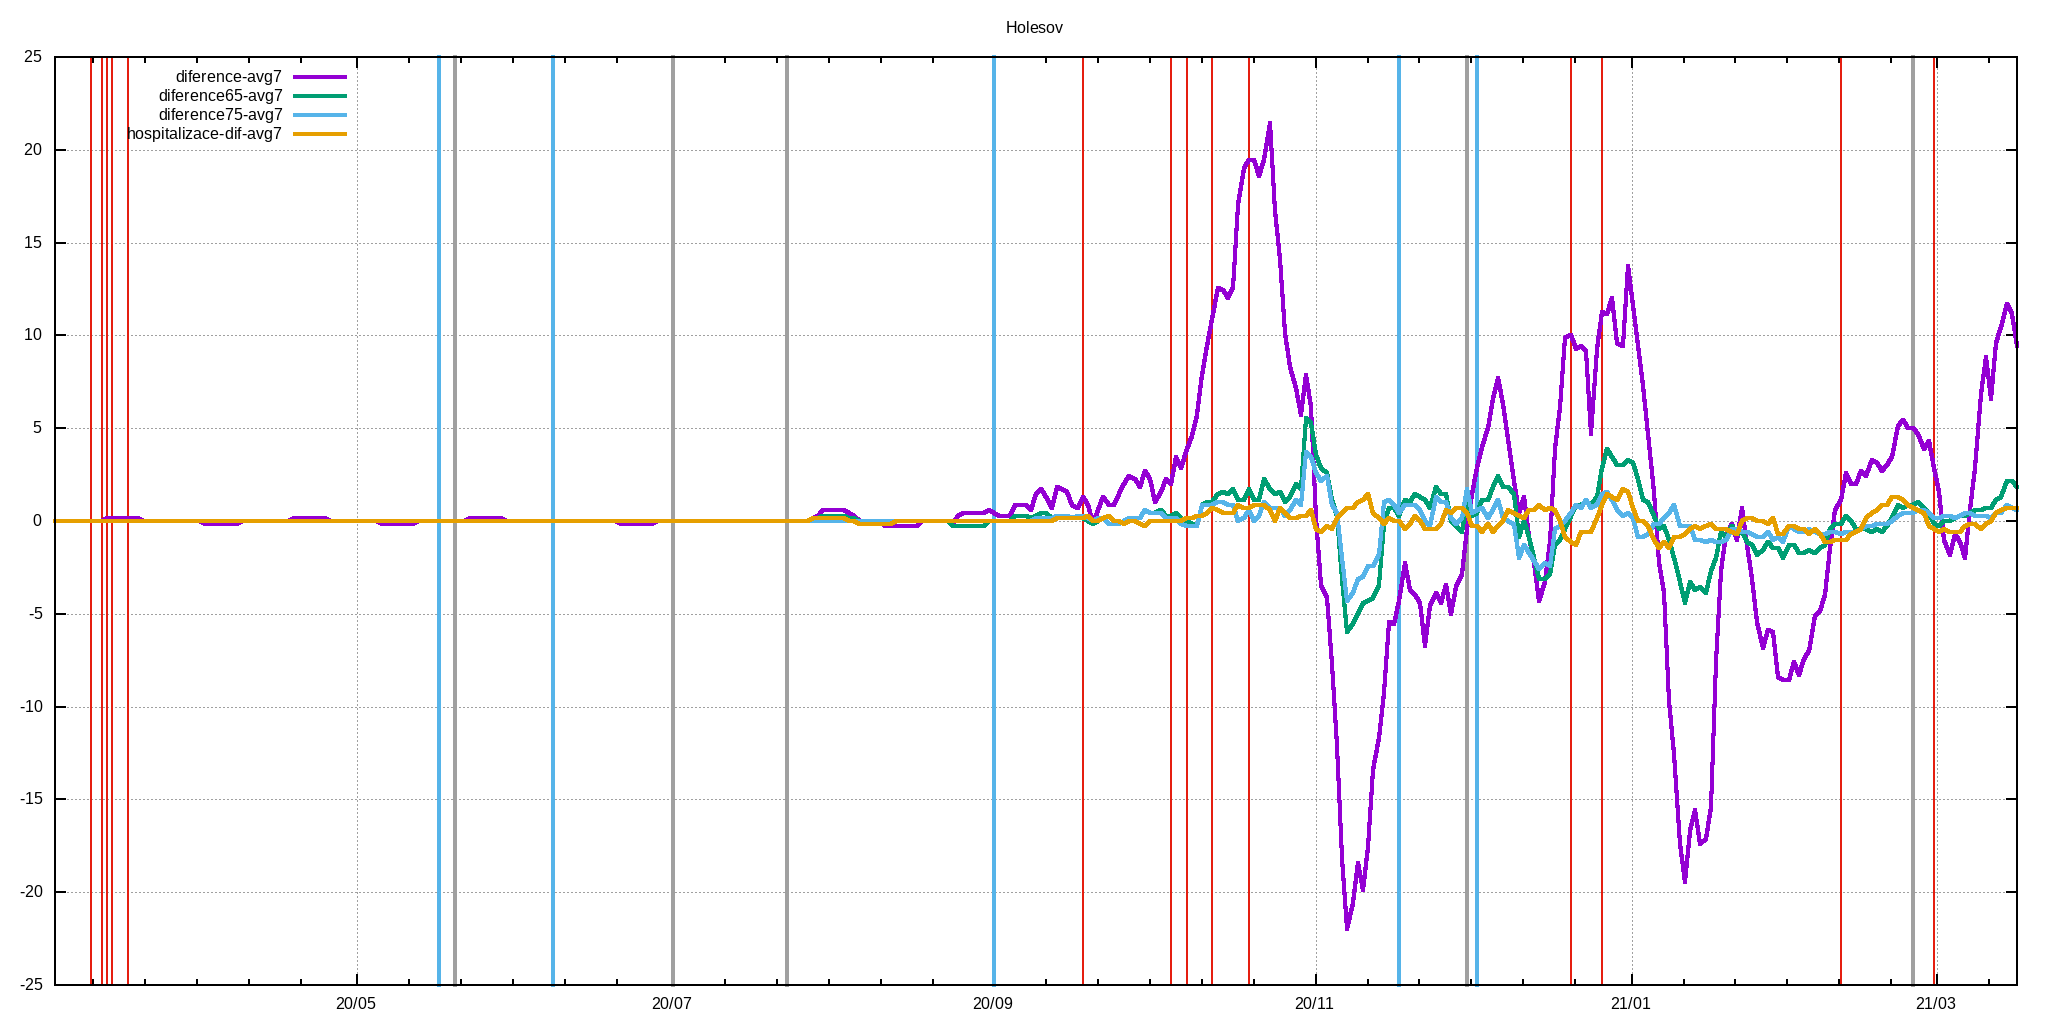 Holesov
diference-avg7
diference65-avg7
diference75-avg7
hospitalizace-dif-avg7
25
20
15
10
5
0
-5
-10
-15
-20
-25
20/05 20/07 20/09 20/11 21/01 21/03